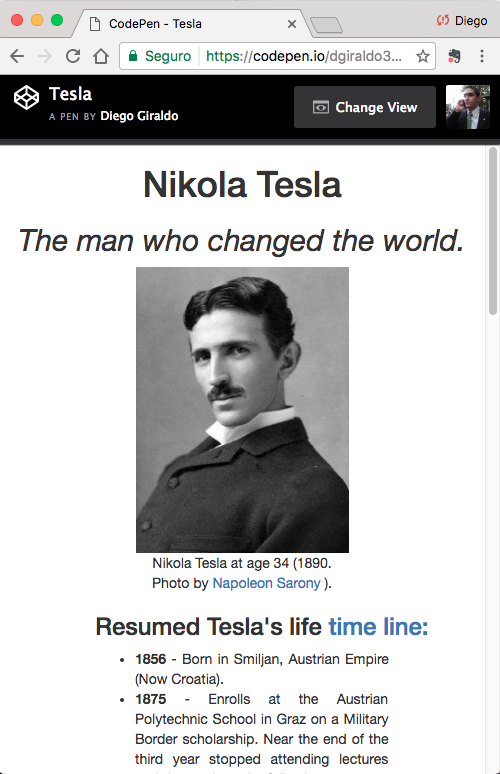 CodePen - Tesla
Diego
Seguro
https://codepen.io/dgiraldo3...
Tesla
A PEN BY Diego Giraldo
Change View
Nikola Tesla
The man who changed the world.
Nikola Tesla at age 34 (1890.
Photo by Napoleon Sarony ).
Resumed Tesla's life time line:
• 1856 - Born in Smiljan, Austrian Empire
(Now Croatia).
• 1875 - Enrolls at the Austrian
Polytechnic School in Graz on a Military
Border scholarship. Near the end of the
third year stopped attending lectures